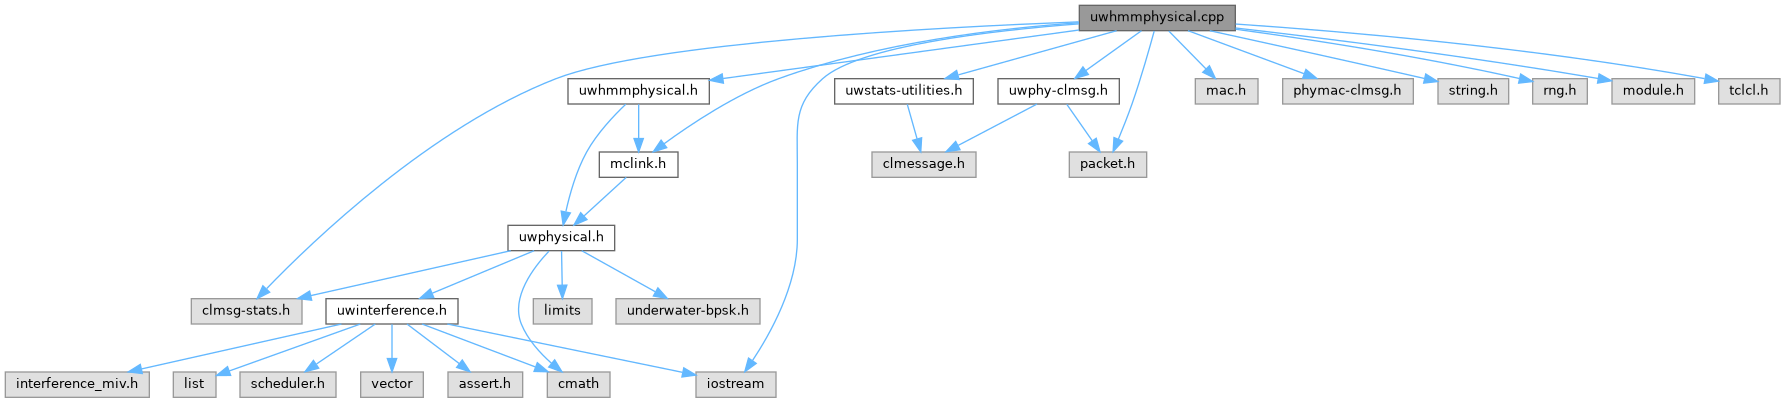 uwhmmphysical.cpp
uwhmmphysical.h
uwstats-utilities.h
uwphy-clmsg.h
mac.h
phymac-clmsg.h
string.h
rng.h
module.h
tclcl.h
mclink.h
clmessage.h
packet.h
uwphysical.h
clmsg-stats.h
uwinterference.h
limits
underwater-bpsk.h
interference_miv.h
list
scheduler.h
vector
assert.h
cmath
iostream